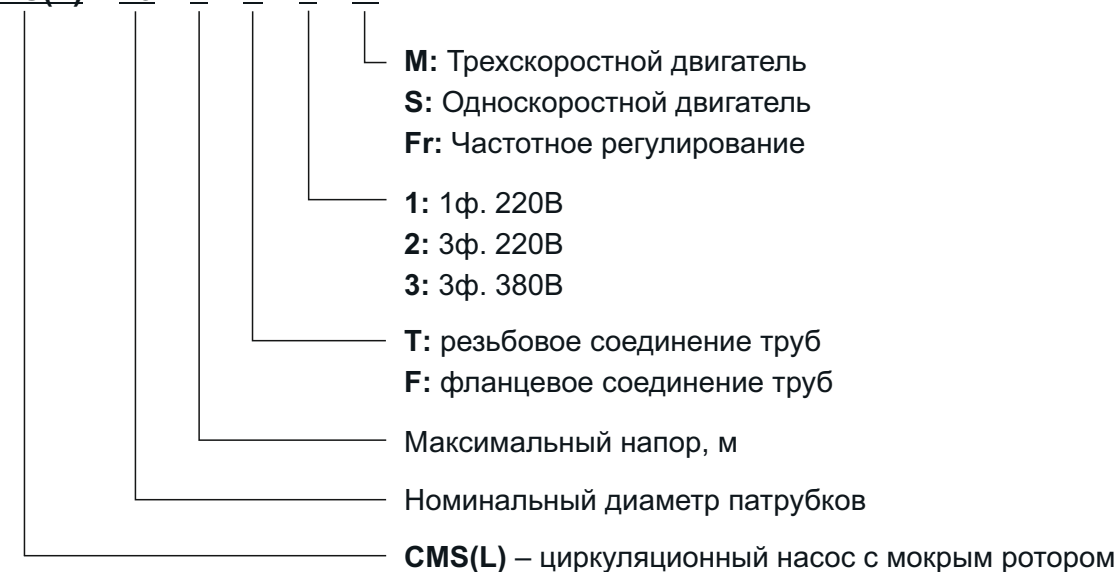 М: Трехскоростной двигатель
S: Односкоростной двигатель
Fr: Частотное регулирование
1: 1ф. 220В
2: 3ф. 220В
3: 3ф. 380В
Т: резьбовое соединение труб
F: фланцевое соединение труб
Максимальный напор, м
Номинальный диаметр патрубков
CMS(L) – циркуляционный насос с мокрым ротором